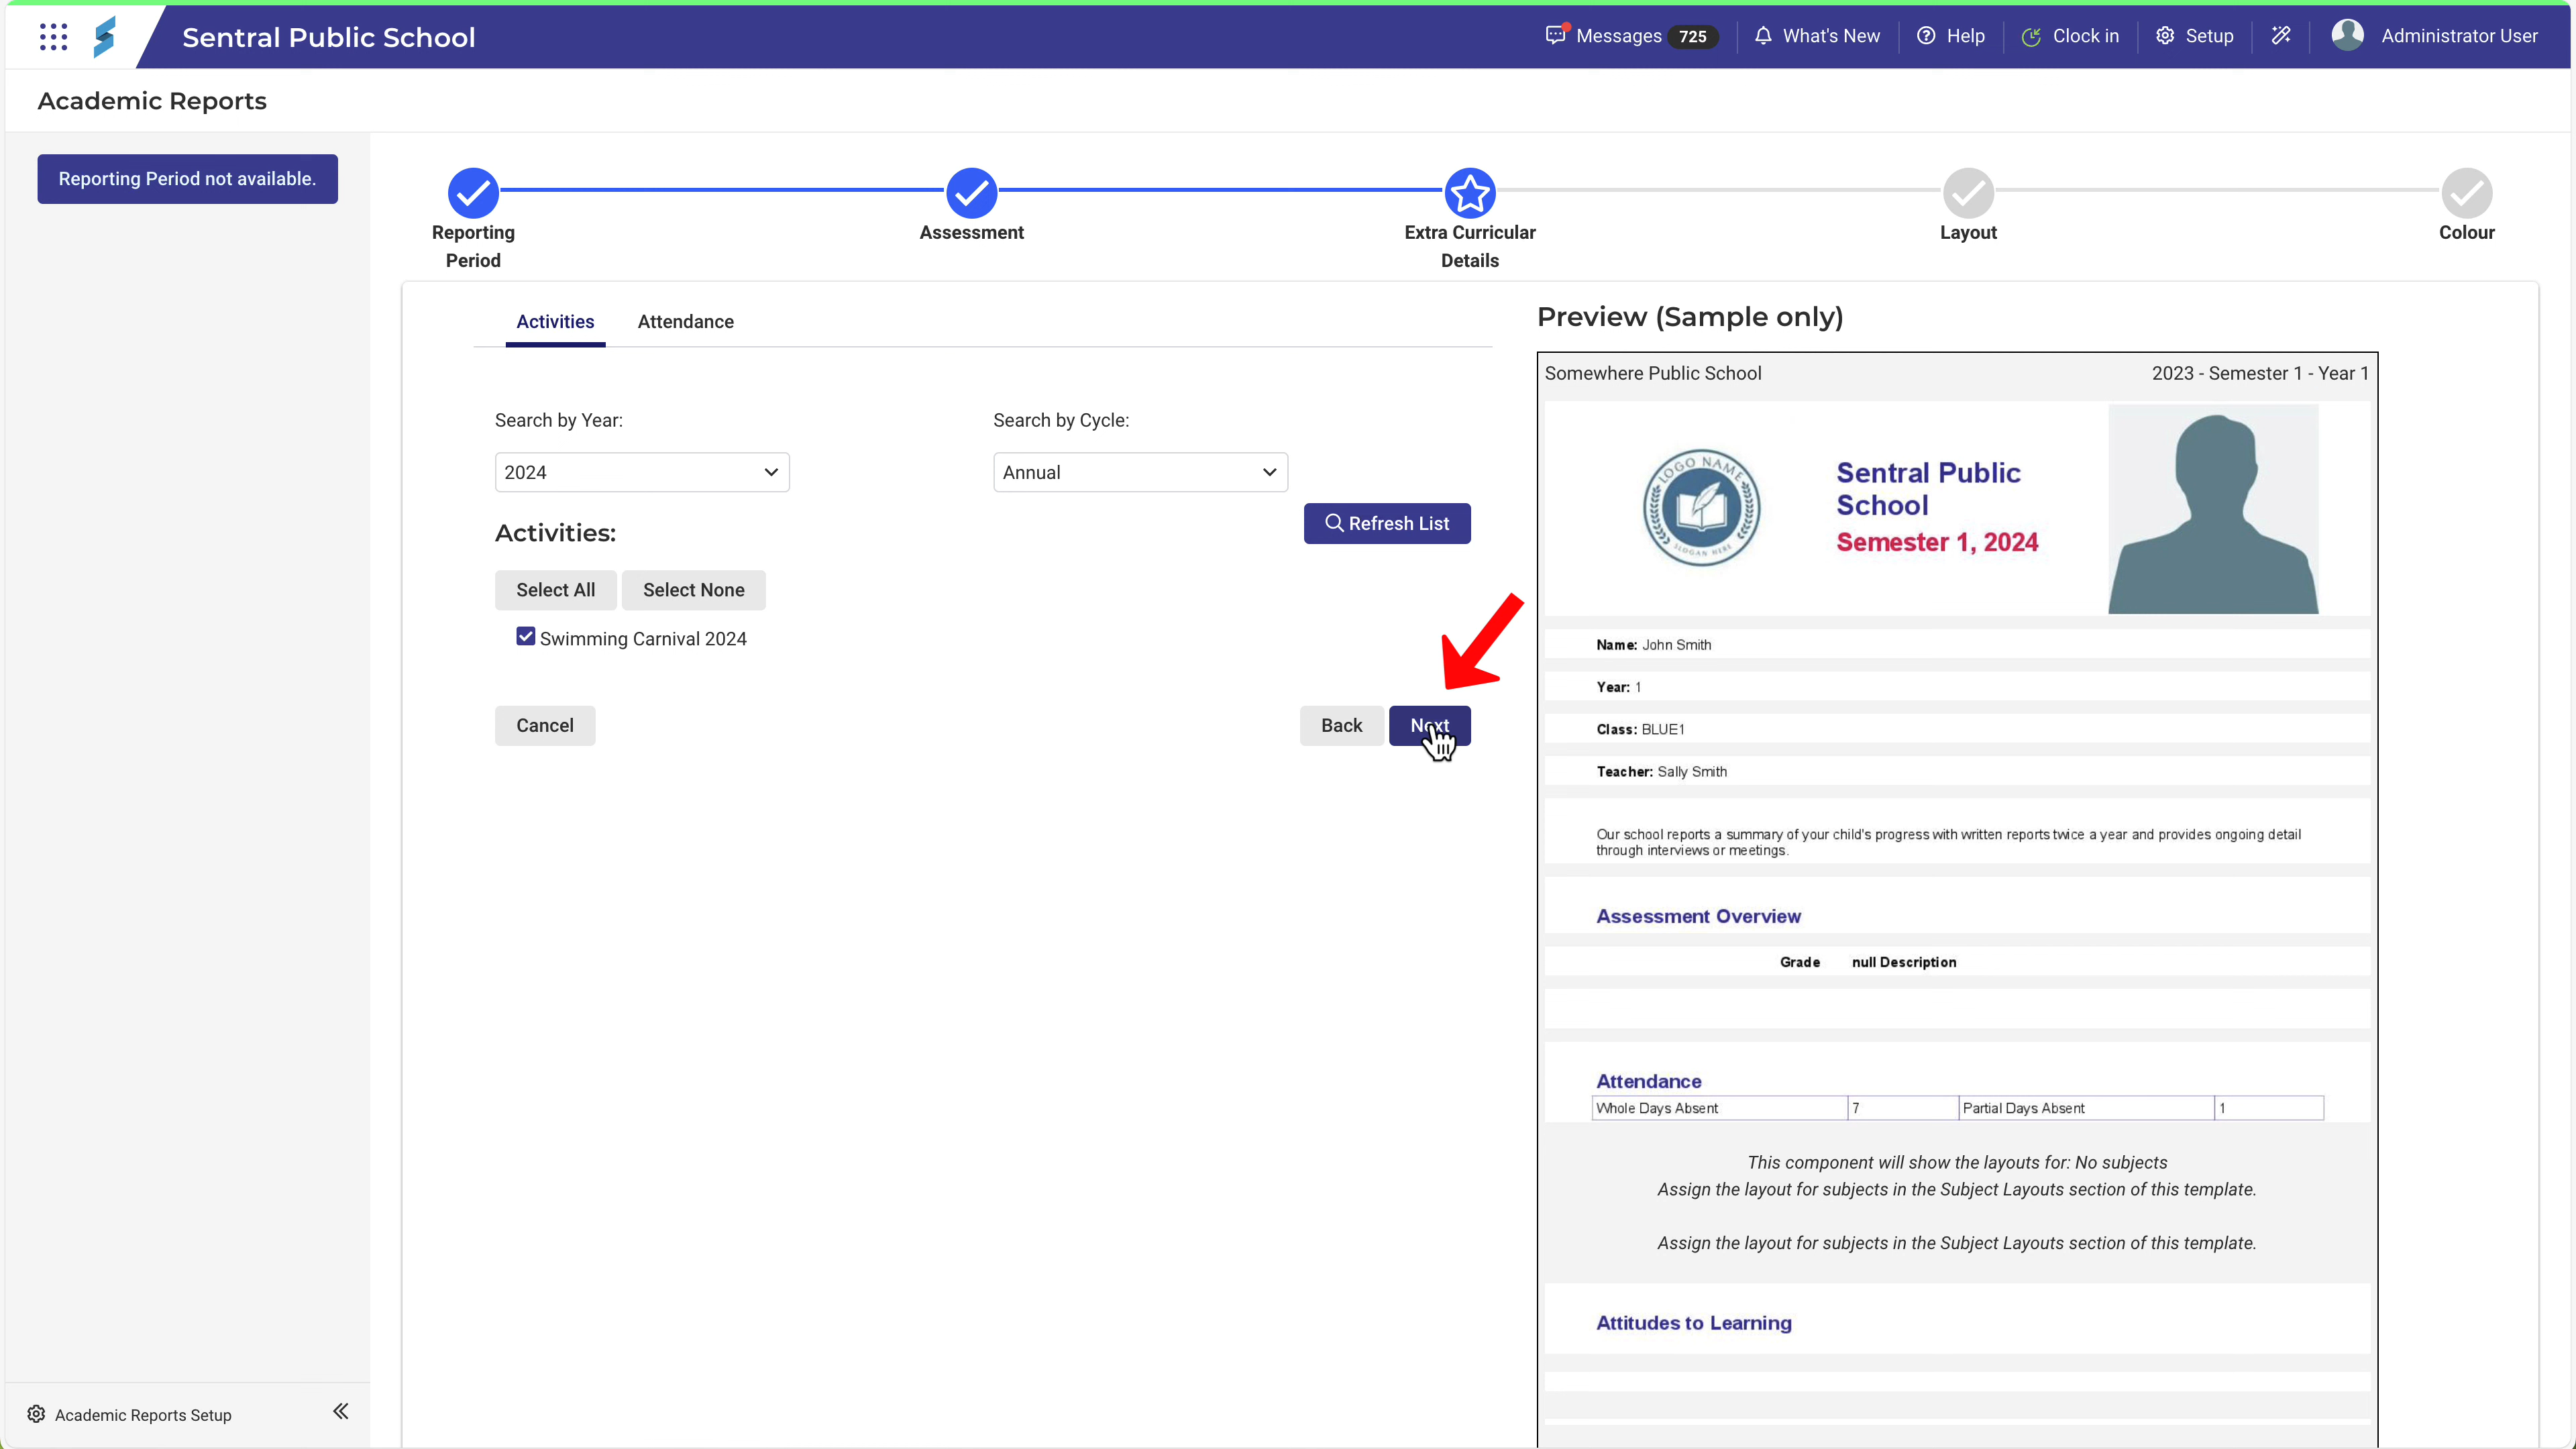 Sentral Public School
Messages 725
What's New
Help
Clock in
Setup
Administrator User
Academic Reports
Reporting Period not available.
Reporting
Period
Assessment
Extra Curricular
Details
Layout
Colour
Activities
Attendance
Search by Year:
Search by Cycle:
2024
Annual
Refresh List
Activities:
Select All
Select None
Swimming Carnival 2024
Cancel
Back
Next
Preview (Sample only)
Somewhere Public School
2023 - Semester 1 - Year 1
LOGO NAME
SLOGAN HERE
Sentral Public
School
Semester 1, 2024
Name: John Smith
Year: 1
Class: BLUE1
Teacher: Sally Smith
Our school reports a summary of your child's progress with written reports twice a year and provides ongoing detail
through interviews or meetings.
Assessment Overview
Grade null Description
Attendance
Whole Days Absent 7 Partial Days Absent 1
This component will show the layouts for: No subjects
Assign the layout for subjects in the Subject Layouts section of this template.
Assign the layout for subjects in the Subject Layouts section of this template.
Attitudes to Learning
Academic Reports Setup